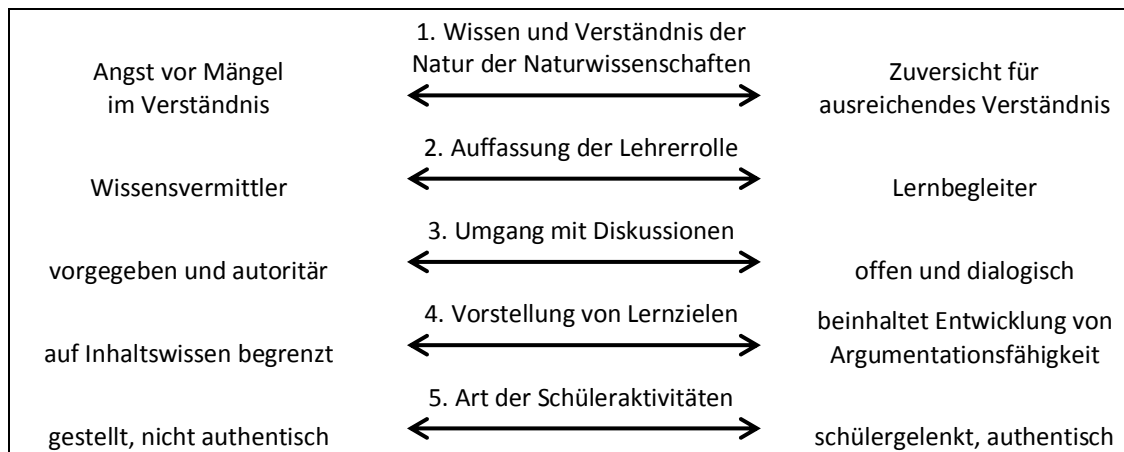 1. Wissen und Verständnis der
Natur der Naturwissenschaften
Angst vor Mängel
im Verständnis
Zuversicht für
ausreichendes Verständnis
2. Auffassung der Lehrerrolle
Wissensvermittler
Lernbegleiter
3. Umgang mit Diskussionen
vorgegeben und autoritär
offen und dialogisch
4. Vorstellung von Lernzielen
auf Inhaltswissen begrenzt
beinhaltet Entwicklung von
Argumentationsfähigkeit
5. Art der Schüleraktivitäten
gestellt, nicht authentisch
schülergelenkt, authentisch